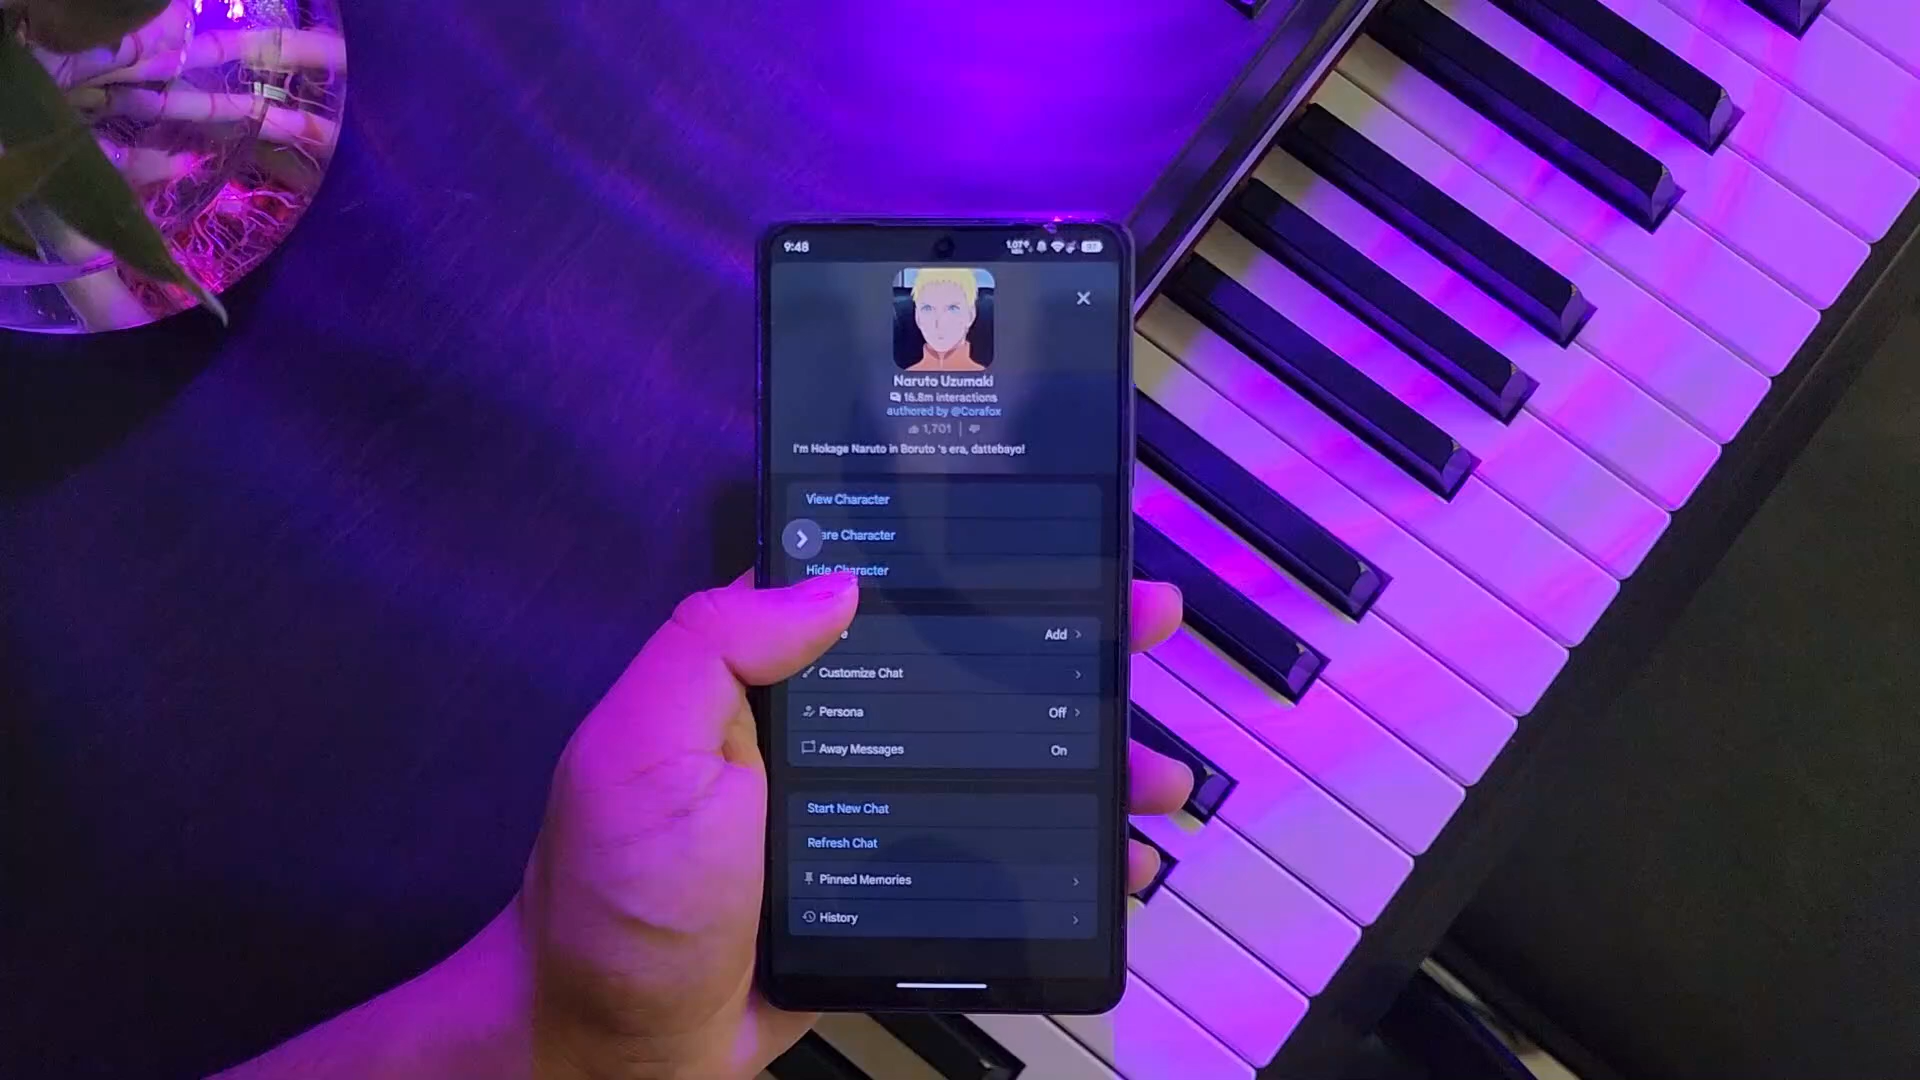 9:48
Naruto Uzumaki
16.8m interactions
authored by @Corafox
1,701
I'm Hokage Naruto in Boruto 's era, dattebayo!
View Character
are Character
Hide Character
Add
Customize Chat
Persona Off
Away Messages On
Start New Chat
Refresh Chat
Pinned Memories
History